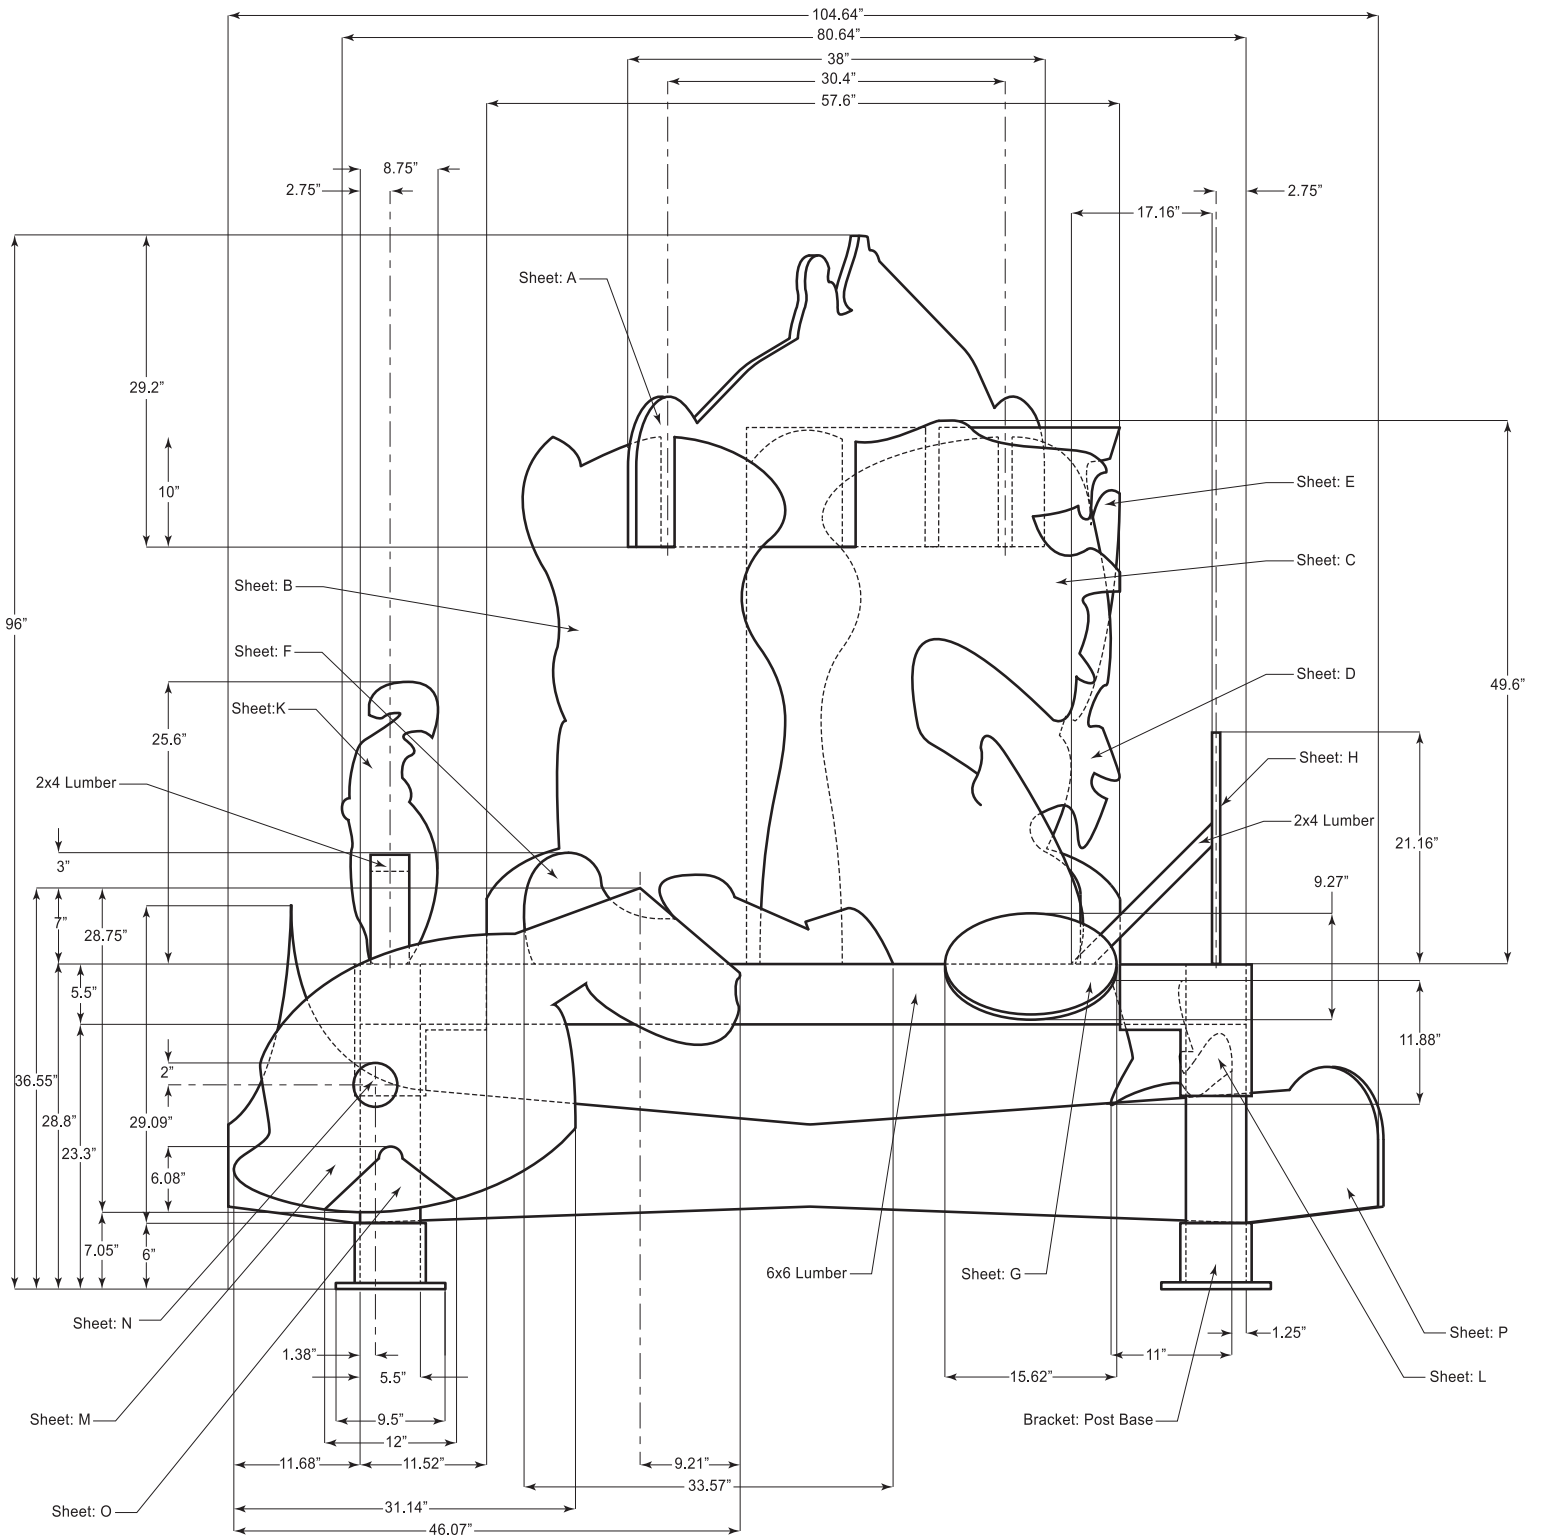 104.64”
80.64”
38”
30.4”
57.6”
8.75”
2.75”
2.75”
17.16”
Sheet: A
29.2”
10”
Sheet: E
Sheet: C
Sheet: B
96”
Sheet: F
Sheet: D
49.6”
Sheet:K
25.6”
Sheet: H
2x4 Lumber
2x4 Lumber
21.16”
3”
9.27”
7”
28.75”
5.5”
11.88”
2”
36.55”
28.8”
29.09”
23.3”
6.08”
7.05”
6”
6x6 Lumber
Sheet: G
Sheet: N
1.25”
Sheet: P
1.38”
11”
5.5”
15.62”
Sheet: L
Sheet: M
9.5”
Bracket: Post Base
12”
11.68”
11.52”
9.21”
33.57”
31.14”
Sheet: O
46.07”